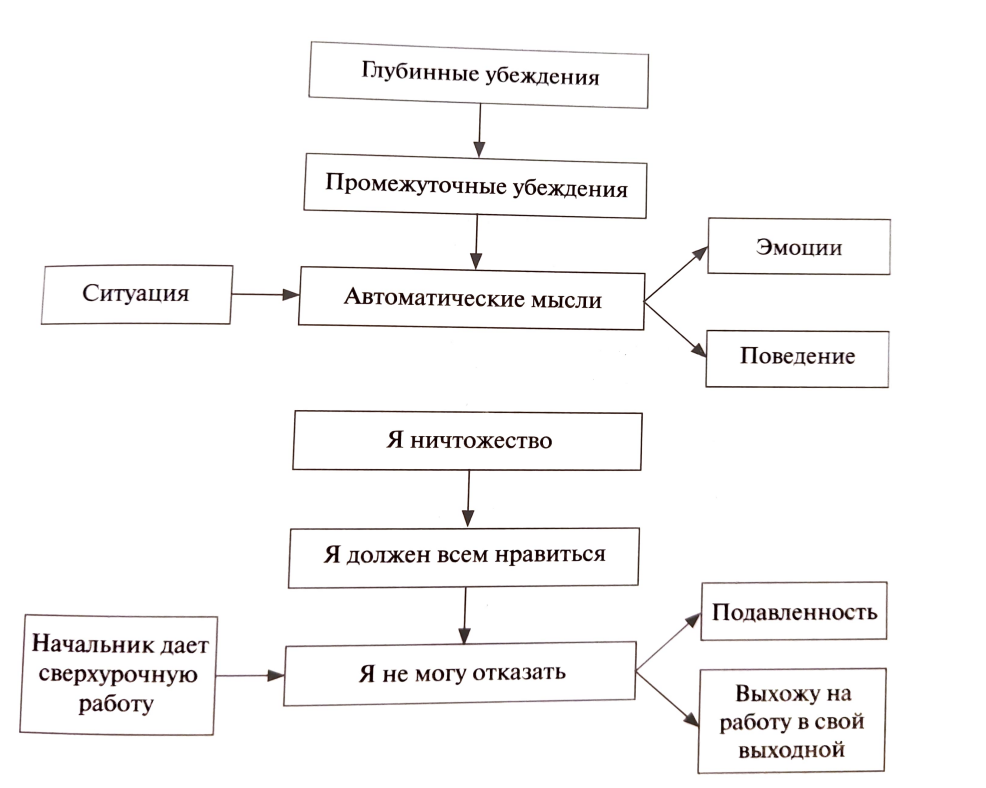 Глубинные убеждения
Промежуточные убеждения
Эмоции
Ситуация
Автоматические мысли
Поведение
Я ничтожество
Я должен всем нравиться
Подавленность
Начальник дает
сверхурочную
работу
Я не могу отказать
Выхожу на
работу в свой
выходной